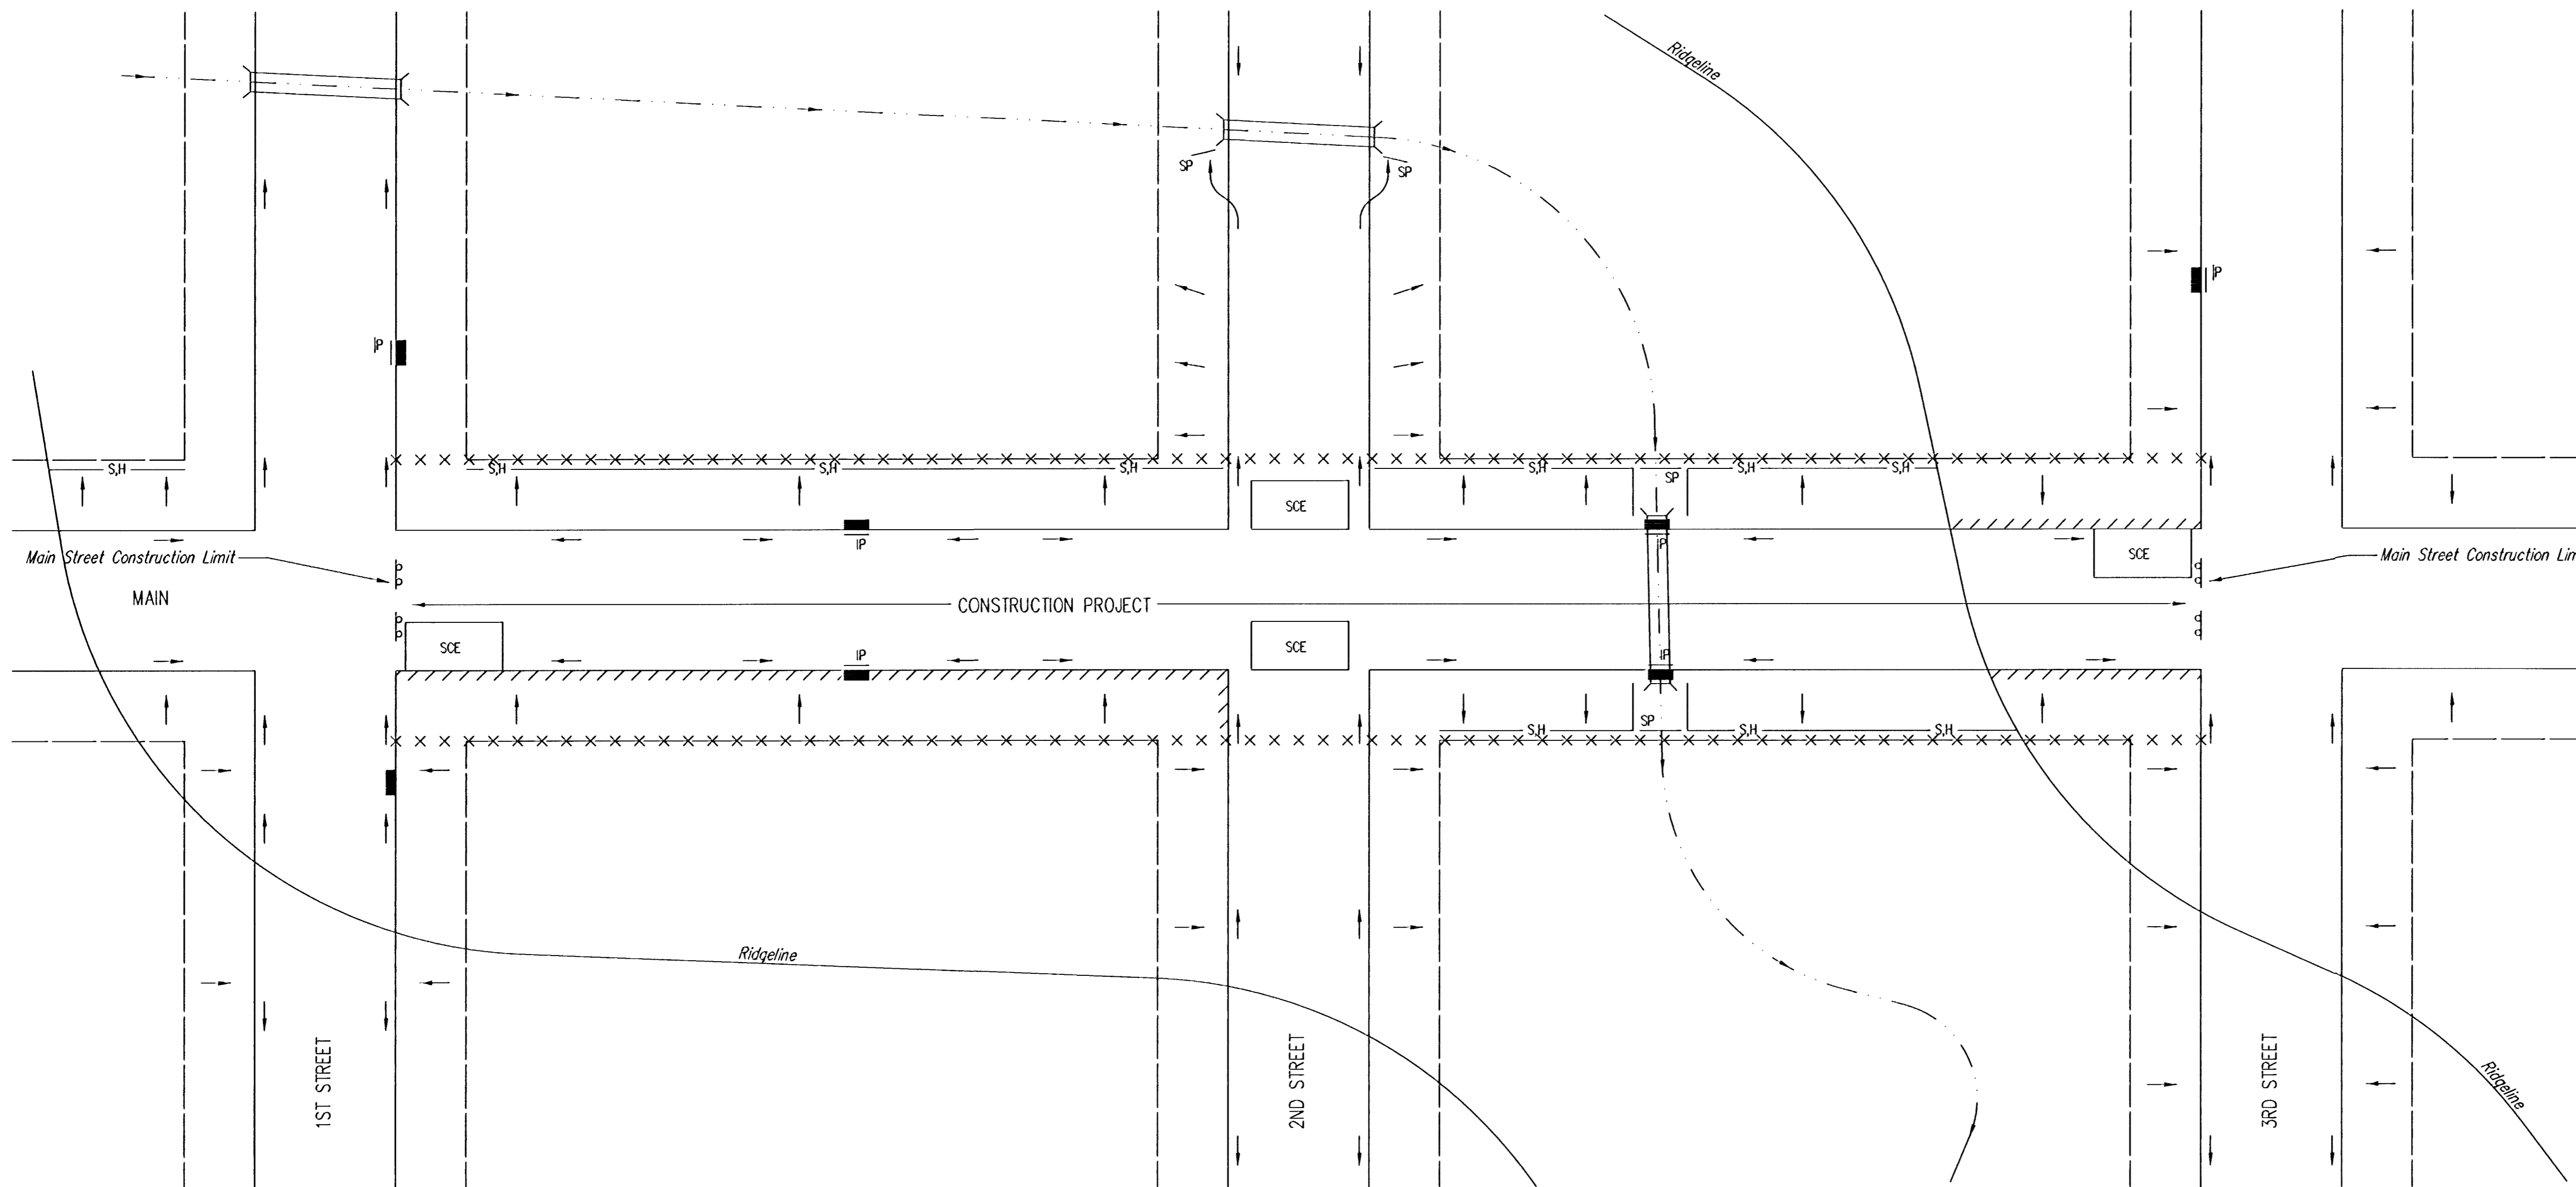 Ridgeline
SP
SP
IP
IP
S,H
S,H
S,H
S,H
S,H
S,H
S,H
SP
SCE
Main Street Construction Limit
IP
IP
SCE
Main Street Construction Lim
MAIN
CONSTRUCTION PROJECT
SCE
SCE
IP
IP
SP
S,H
S,H
S,H
Ridgeline
1ST STREET
2ND STREET
3RD STREET
Ridgeline